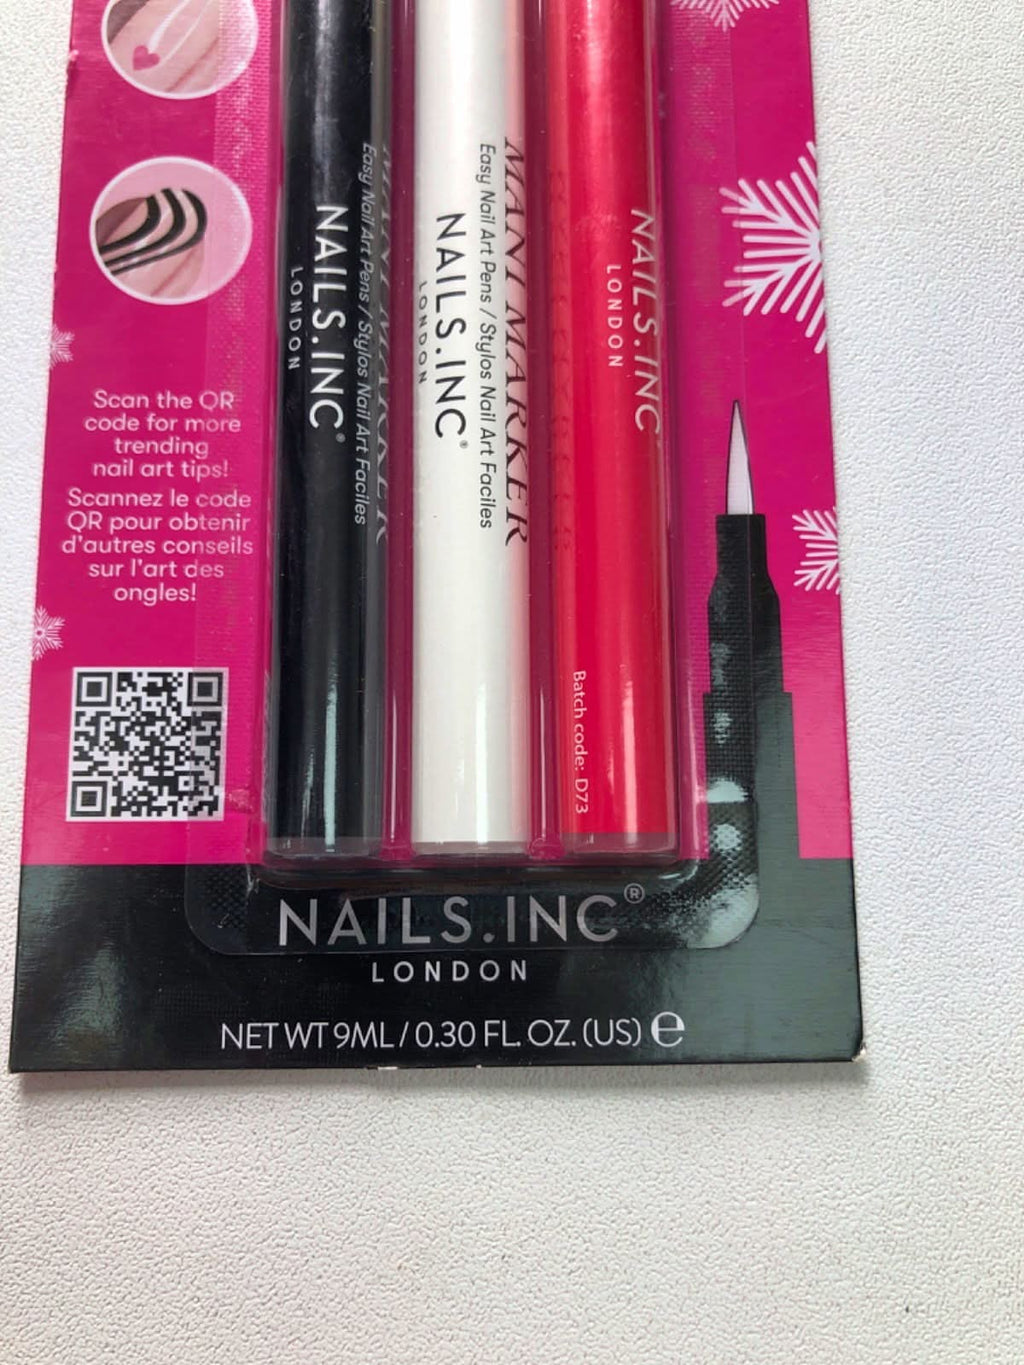 Scan the QR
code for more
trending
nail art tips!
Scannez le code
QR pour obtenir
d'autres conseils
sur l'art des
ongles!
MANI MARKER
Easy Nail Art Pens / Stylos Nail Art Faciles
NAILS.INC®
LONDON
MANI MARKER
Easy Nail Art Pens / Stylos Nail Art Faciles
NAILS.INC®
LONDON
NAILS.INC
LONDON
Batch code: D73
NAILS.INC®
LONDON
NET WT 9ML / 0.30 FL. OZ. (US) ℮